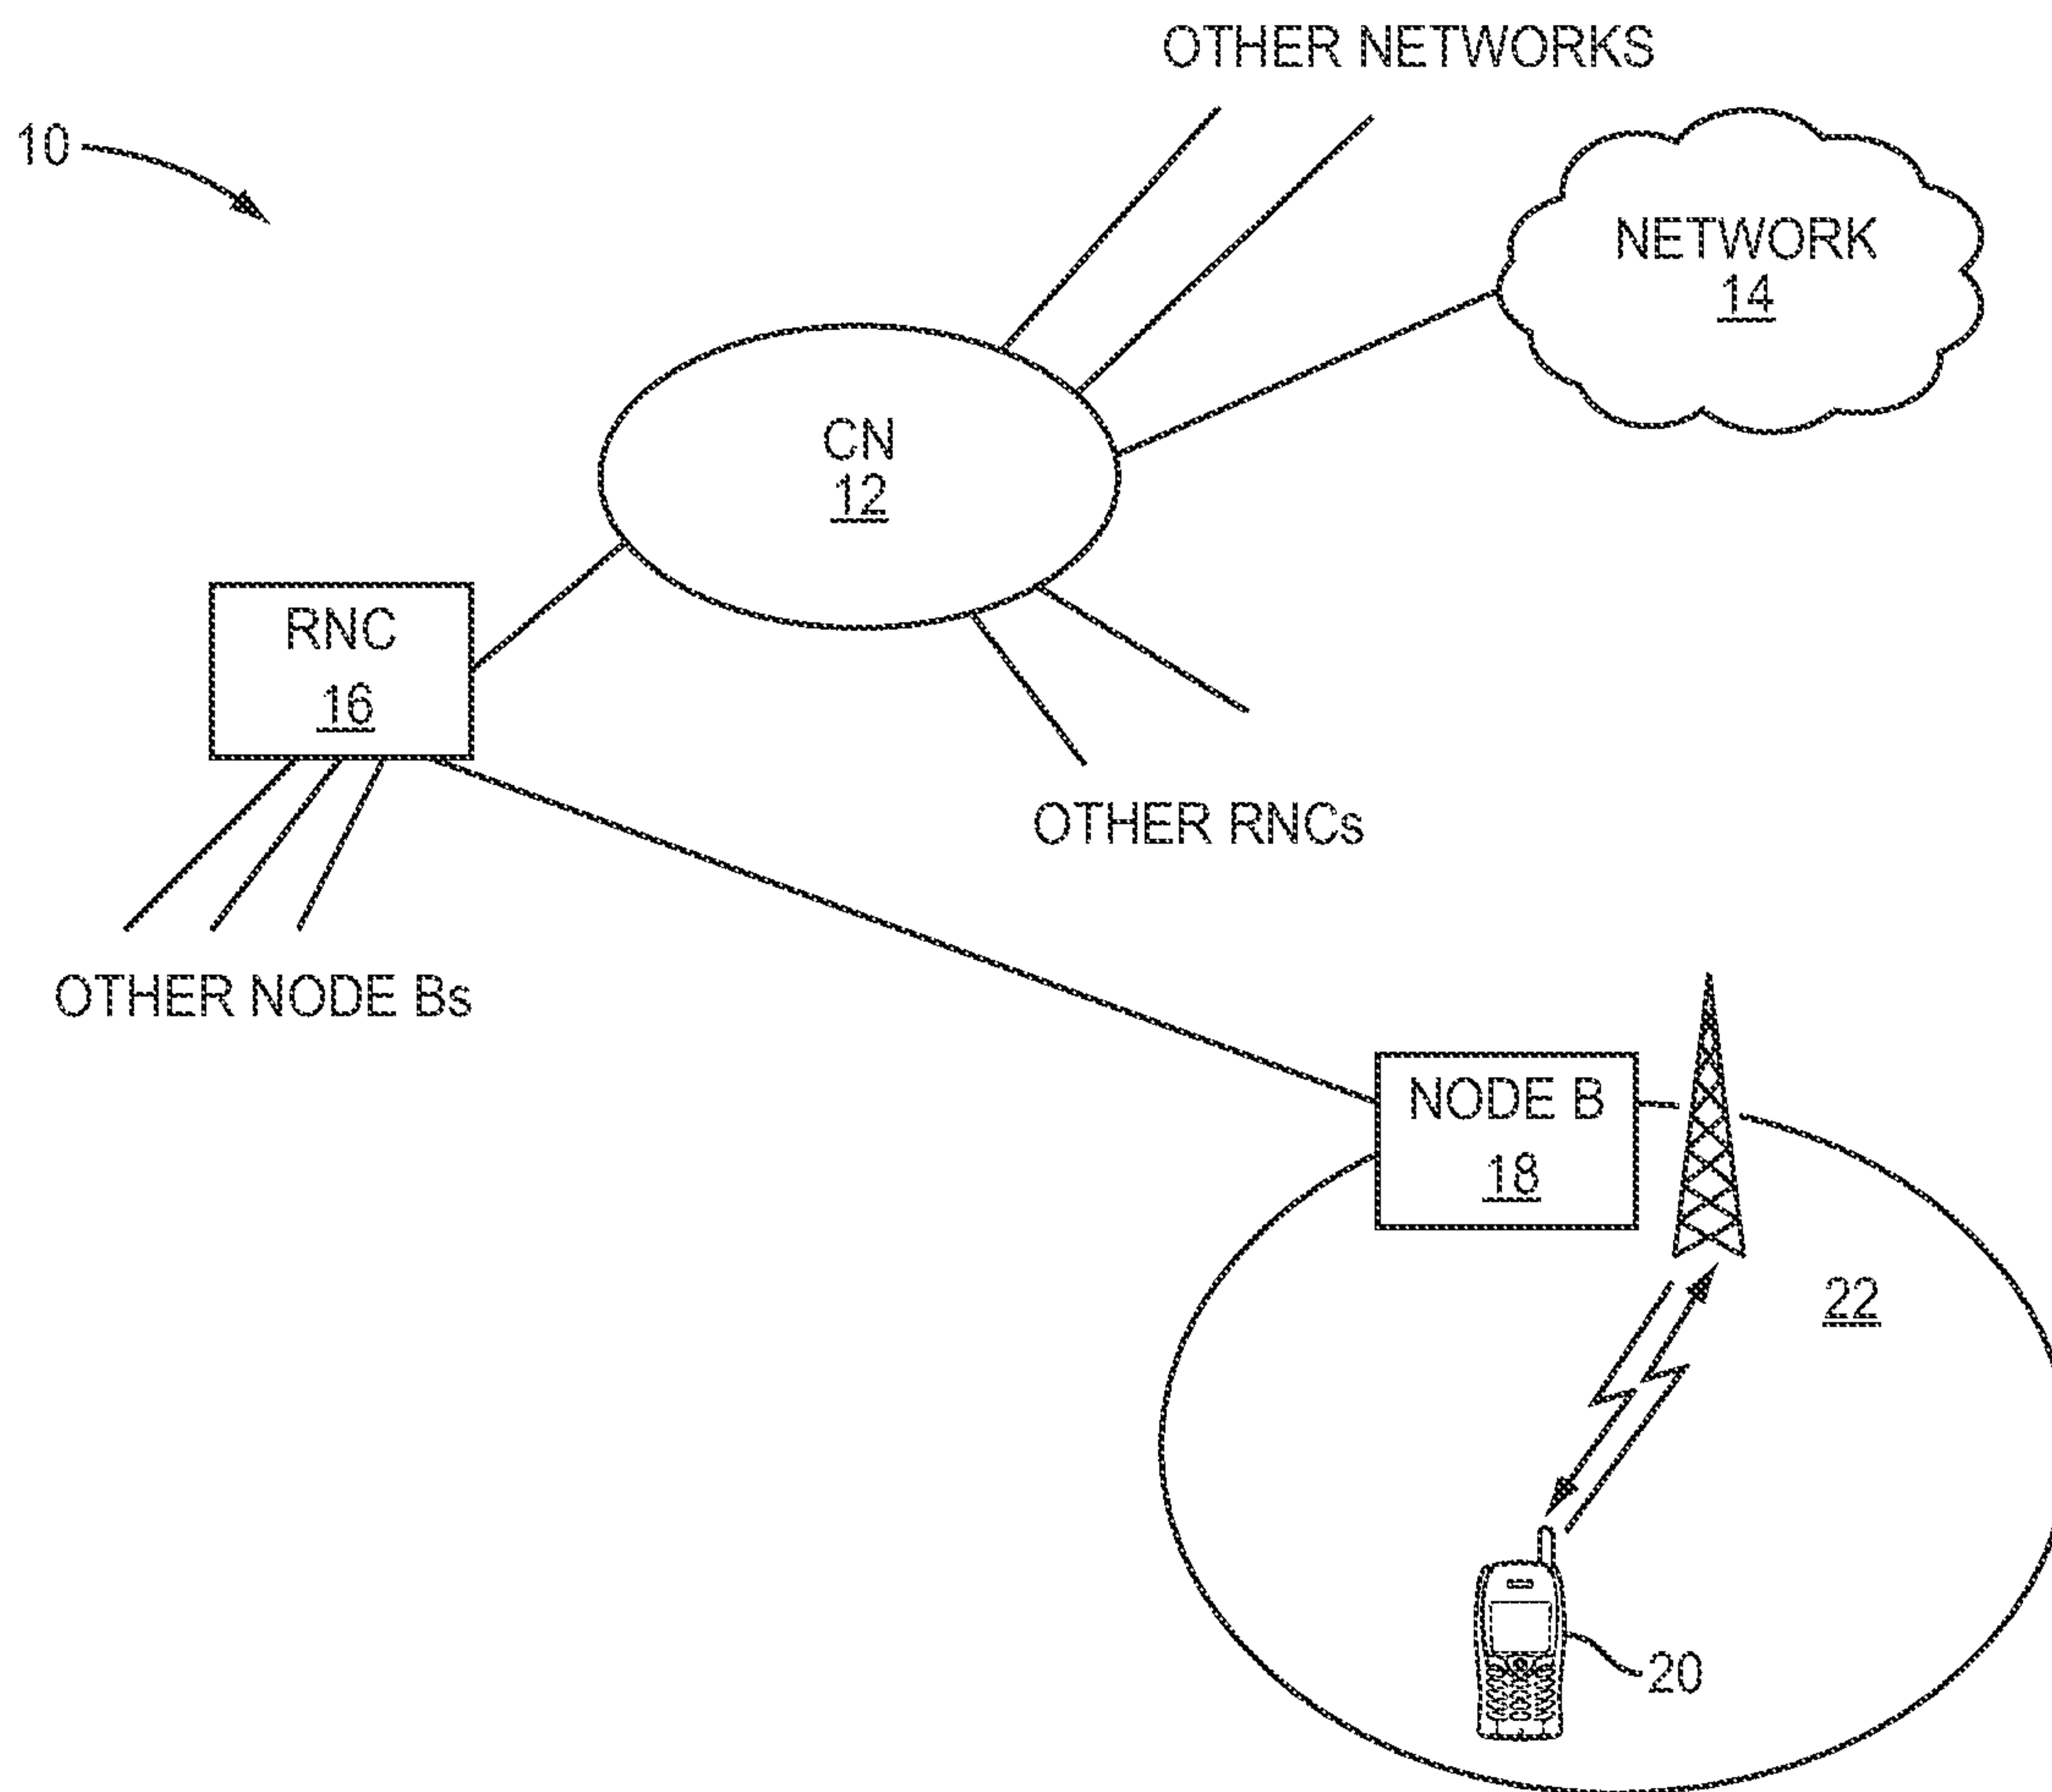 OTHER NETWORKS
10
NETWORK
14
CN
12
RNC
16
OTHER RNCs
OTHER NODE Bs
NODE B
18
22
20